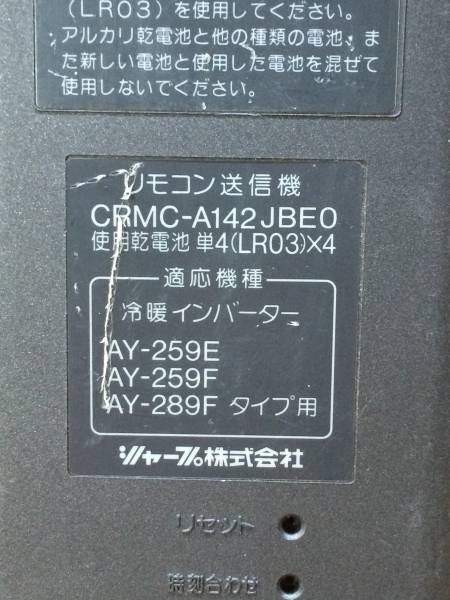 (LR03)を使用してください。
アルカリ乾電池と他の種類の電池、ま
た新しい電池と使用した電池を混ぜて
使用しないでください。
リモコン送信機
CRMC-A142JBE0
使用乾電池 単4(LR03)×4
適応機種
冷暖インバーター
AY-259E
AY-259F
AY-289F タイプ用
シャープ株式会社
リセット
時刻合わせ